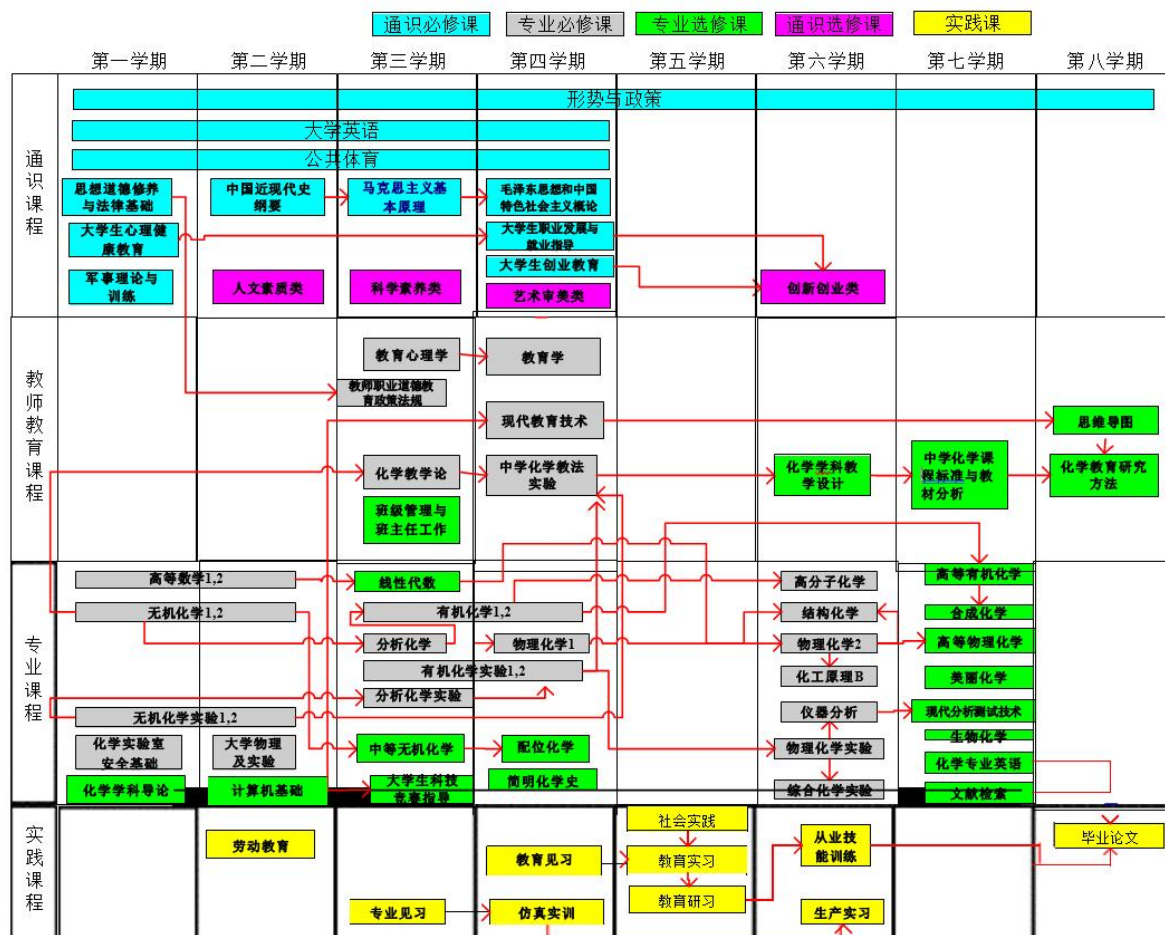 通识必修课 专业必修课 专业选修课 通识选修课 实践课
第一学期 第二学期 第三学期 第四学期 第五学期 第六学期 第七学期 第八学期
通识课程
形势与政策
大学英语
公共体育
思想道德修养
与法律基础
中国近现代史
纲要
马克思主义基
本原理
毛泽东思想和中国
特色社会主义概论
大学生心理健
康教育
大学生职业发展与
就业指导
大学生创业教育
军事理论与
训练
人文素质类
科学素养类
艺术审美类
创新创业类
教师教育课程
教育心理学
教育学
教师职业道德教
育政策法规
现代教育技术
思维导图
化学教学论
中学化学教法
实验
化学学科教
学设计
中学化学课
程标准与教
材分析
化学教育研究
方法
班级管理与
班主任工作
专业课程
高等数学1,2
线性代数
高分子化学
高等有机化学
无机化学1,2
有机化学1,2
结构化学
合成化学
分析化学
物理化学1
物理化学2
高等物理化学
有机化学实验1,2
化工原理B
美丽化学
分析化学实验
无机化学实验1,2
仪器分析
现代分析测试技术
化学实验室
安全基础
大学物理
及实验
中等无机化学
配位化学
物理化学实验
生物化学
化学专业英语
化学学科导论
计算机基础
大学生科技
竞赛指导
简明化学史
综合化学实验
文献检索
实践课程
劳动教育
社会实践
从业技
能训练
毕业论文
教育见习
教育实习
教育研习
专业见习
仿真实训
生产实习